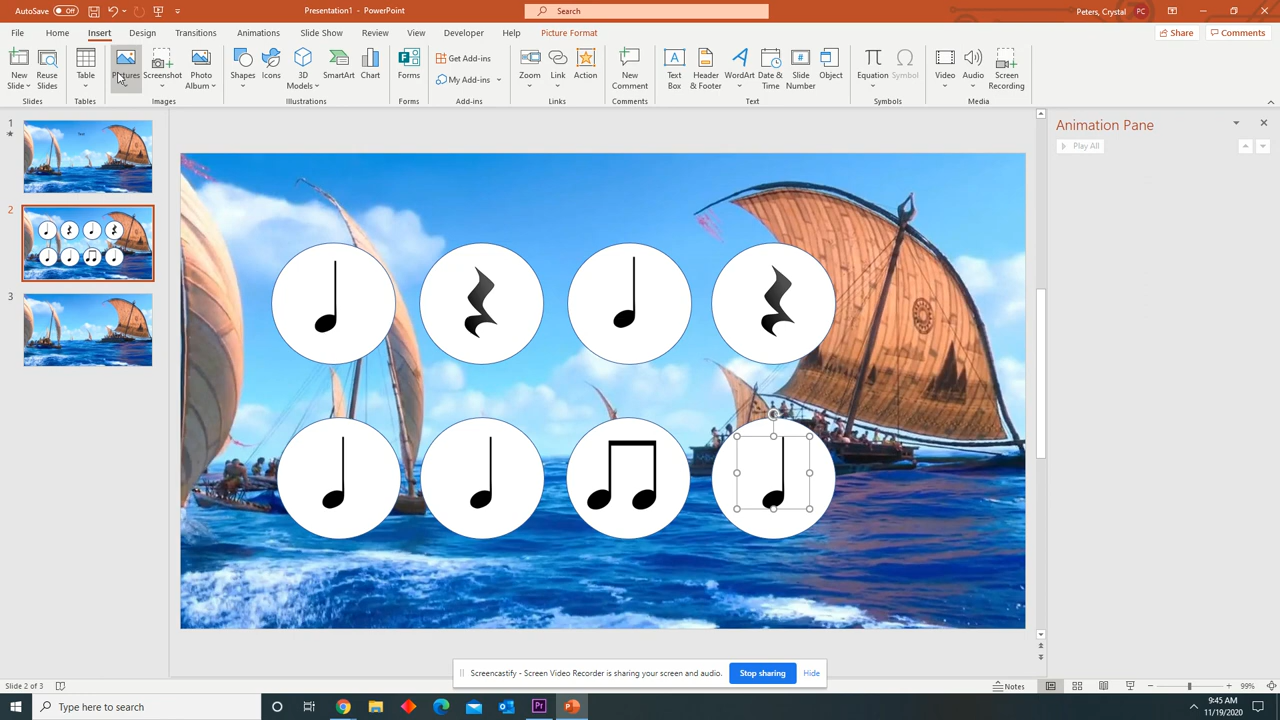 AutoSave Off Presentation1 - PowerPoint Search Peters, Crystal PC
File Home Insert Design Transitions Animations Slide Show Review View Developer Help Picture Format Share Comments
New Slide Reuse Slides Table Pictures Screenshot Photo Album Shapes Icons 3D Models SmartArt Chart Forms Get Add-ins My Add-ins Zoom Link Action New Comment Text Box Header & Footer WordArt Date & Time Slide Number Object Equation Symbol Video Audio Screen Recording
Slides Tables Images Illustrations Forms Add-ins Links Comments Text Symbols Media
Animation Pane
Play All
1
2
3
Screencastify - Screen Video Recorder is sharing your screen and audio. Stop sharing Hide
Slide 2 of 3 Notes 99%
Type here to search
9:45 AM
11/19/2020